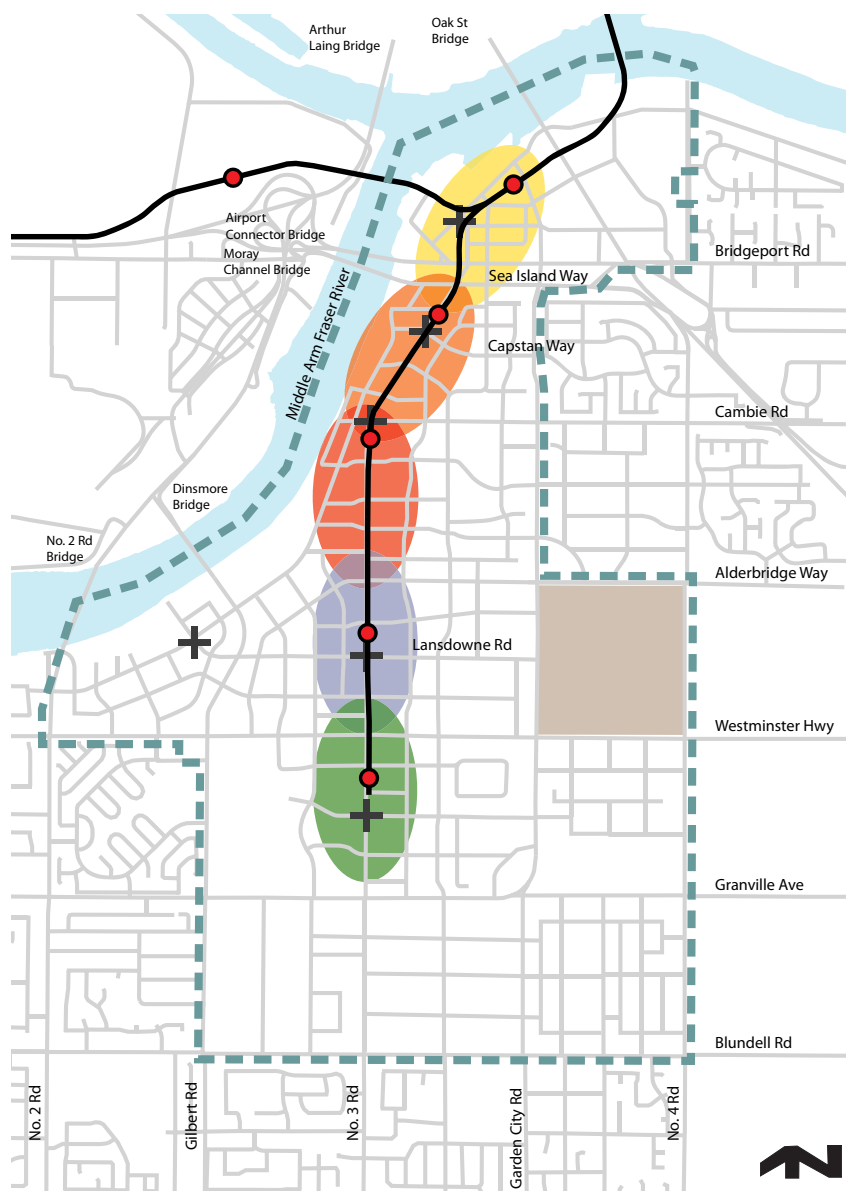 Arthur
Laing Bridge
Oak St
Bridge
Airport
Connector Bridge
Moray
Channel Bridge
Bridgeport Rd
Sea Island Way
Middle Arm Fraser River
Capstan Way
Cambie Rd
Dinsmore
Bridge
No. 2 Rd
Bridge
Alderbridge Way
Lansdowne Rd
Westminster Hwy
Granville Ave
Blundell Rd
No. 2 Rd
Gilbert Rd
No. 3 Rd
Garden City Rd
No. 4 Rd
N